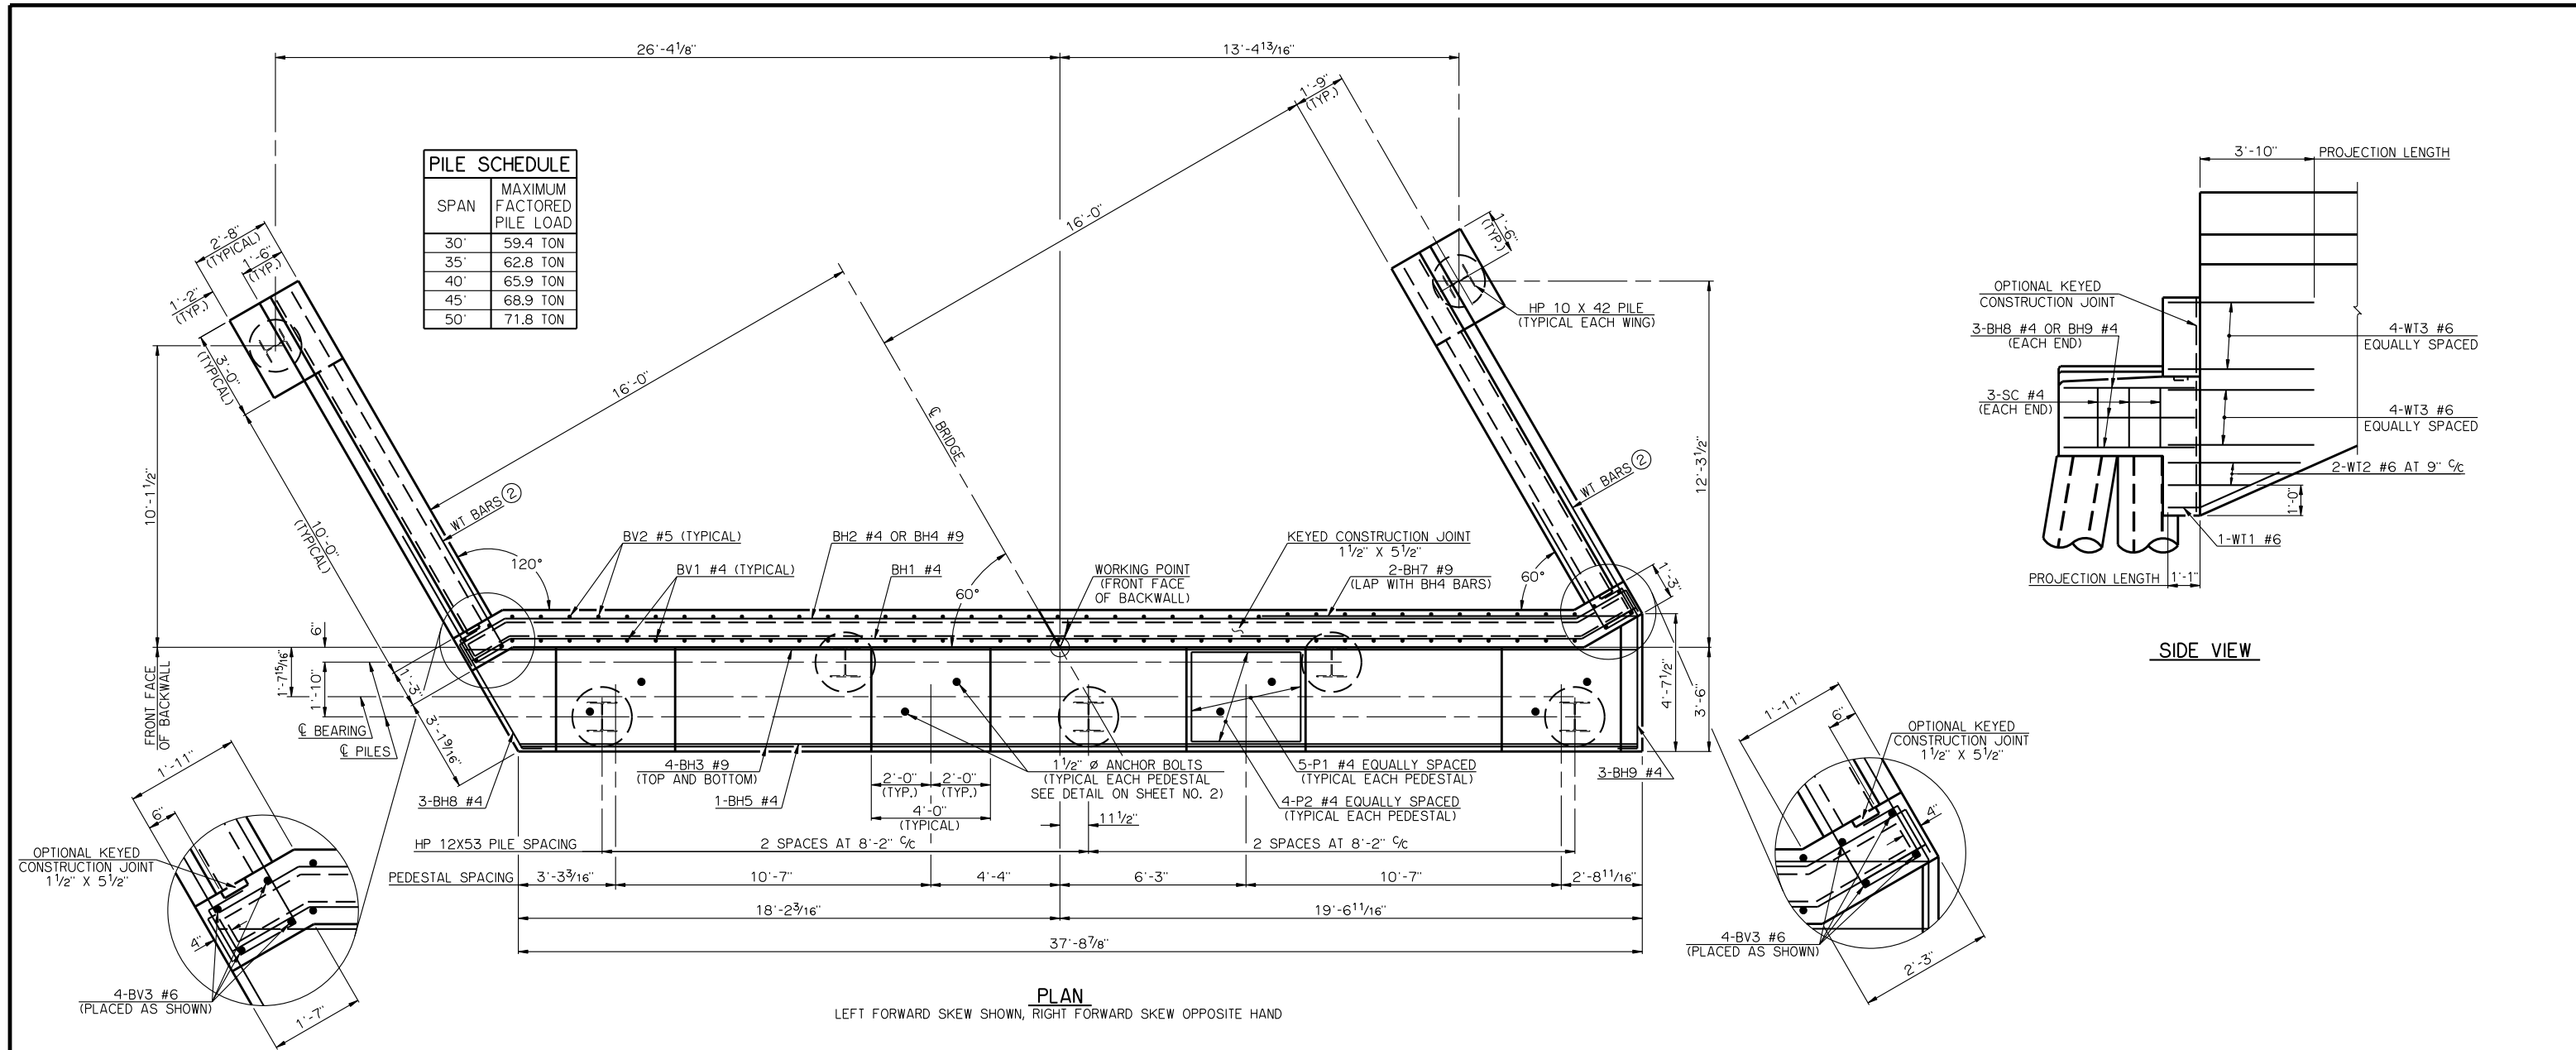 26'-4 1/8"
13'-4 13/16"
1'-9"
(TYP.)
PILE SCHEDULE
SPAN
MAXIMUM
FACTORED
PILE LOAD
30' 59.4 TON
35' 62.8 TON
40' 65.9 TON
45' 68.9 TON
50' 71.8 TON
16'-0"
16'-0"
2'-8"
(TYPICAL)
1'-6"
(TYP.)
1'-2"
(TYP.)
3'-0"
(TYPICAL)
1'-6"
(TYP.)
HP 10 X 42 PILE
(TYPICAL EACH WING)
℄ BRIDGE
10'-1 1/2"
10'-0"
(TYPICAL)
12'-3 1/2"
WT BARS 2
WT BARS 2
BV2 #5 (TYPICAL)
BH2 #4 OR BH4 #9
KEYED CONSTRUCTION JOINT
1 1/2" X 5 1/2"
120°
BV1 #4 (TYPICAL)
BH1 #4
60°
WORKING POINT
(FRONT FACE
OF BACKWALL)
2-BH7 #9
(LAP WITH BH4 BARS)
60°
1'-3"
6"
FRONT FACE
OF BACKWALL
1'-7 15/16"
1'-10"
℄ BEARING
℄ PILES
1'-3"
3'-1 9/16"
4'-7 1/2"
3'-6"
3-BH8 #4
4-BH3 #9
(TOP AND BOTTOM)
1-BH5 #4
2'-0"
(TYP.)
2'-0"
(TYP.)
4'-0"
(TYPICAL)
1 1/2" Ø ANCHOR BOLTS
(TYPICAL EACH PEDESTAL
SEE DETAIL ON SHEET NO. 2)
11 1/2"
5-P1 #4 EQUALLY SPACED
(TYPICAL EACH PEDESTAL)
4-P2 #4 EQUALLY SPACED
(TYPICAL EACH PEDESTAL)
3-BH9 #4
HP 12X53 PILE SPACING
2 SPACES AT 8'-2" C/C
2 SPACES AT 8'-2" C/C
PEDESTAL SPACING
3'-3 3/16"
10'-7"
4'-4"
6'-3"
10'-7"
2'-8 11/16"
18'-2 3/16"
19'-6 11/16"
37'-8 7/8"
PLAN
LEFT FORWARD SKEW SHOWN, RIGHT FORWARD SKEW OPPOSITE HAND
1'-11"
6"
OPTIONAL KEYED
CONSTRUCTION JOINT
1 1/2" X 5 1/2"
4"
4-BV3 #6
(PLACED AS SHOWN)
1'-7"
1'-11"
6"
OPTIONAL KEYED
CONSTRUCTION JOINT
1 1/2" X 5 1/2"
4"
4-BV3 #6
(PLACED AS SHOWN)
2'-3"
3'-10"
PROJECTION LENGTH
OPTIONAL KEYED
CONSTRUCTION JOINT
3-BH8 #4 OR BH9 #4
(EACH END)
3-SC #4
(EACH END)
4-WT3 #6
EQUALLY SPACED
4-WT3 #6
EQUALLY SPACED
2-WT2 #6 AT 9" C/C
1'-0"
1-WT1 #6
PROJECTION LENGTH
1'-1"
SIDE VIEW